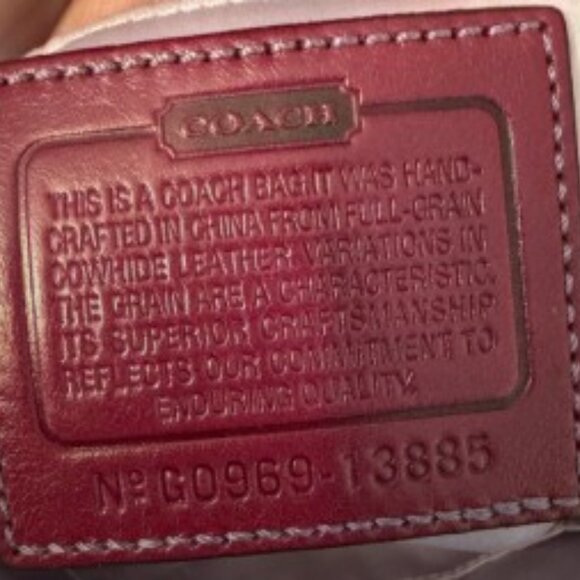 COACH
THIS IS A COACH BAG. IT WAS HAND-
CRAFTED IN CHINA FROM FULL-GRAIN
COWHIDE LEATHER. VARIATIONS IN
THE GRAIN ARE A CHARACTERISTIC.
ITS SUPERIOR CRAFTSMANSHIP
REFLECTS OUR COMMITMENT TO
ENDURING QUALITY.
Nº G0969-13885